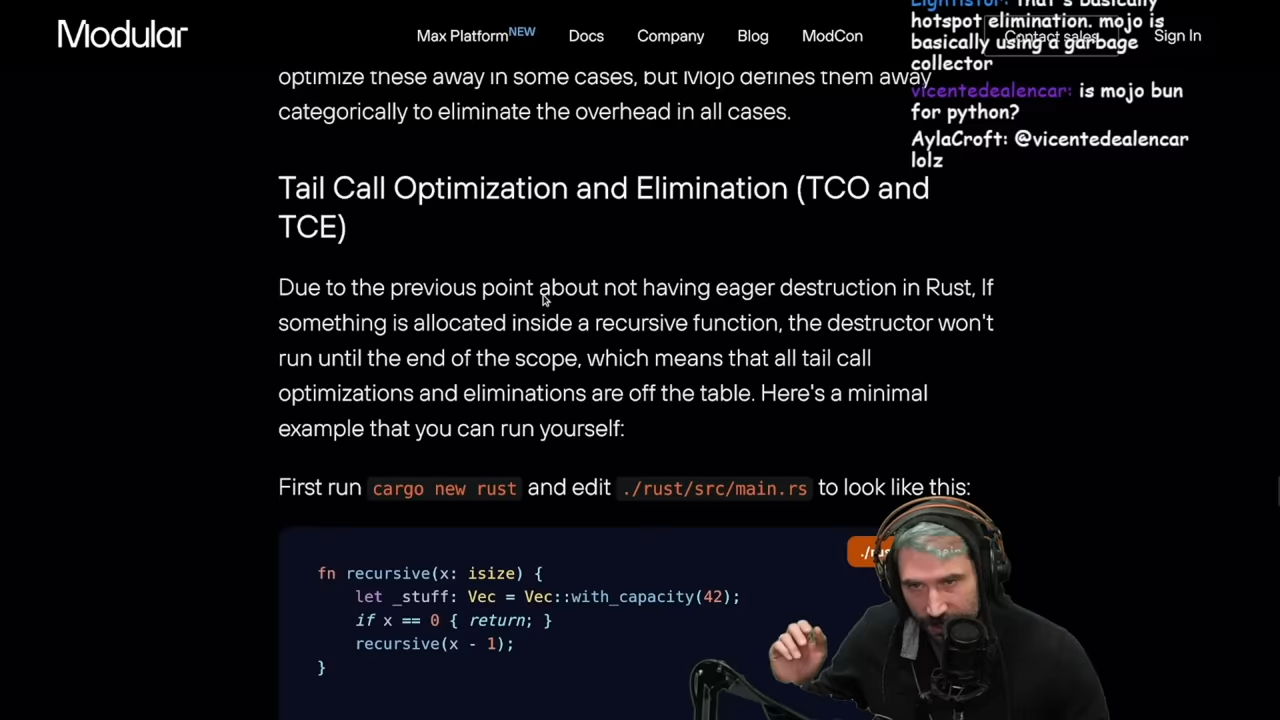 Modular
Max Platform NEW
Docs
Company
Blog
ModCon
Contact sales
Sign In
that's basically
hotspot elimination. mojo is
basically using a garbage
collector
vicentedealencar: is mojo bun
for python?
AylaCroft: @vicentedealencar
lolz
optimize these away in some cases, but Mojo defines them away
categorically to eliminate the overhead in all cases.
Tail Call Optimization and Elimination (TCO and
TCE)
Due to the previous point about not having eager destruction in Rust, If
something is allocated inside a recursive function, the destructor won't
run until the end of the scope, which means that all tail call
optimizations and eliminations are off the table. Here's a minimal
example that you can run yourself:
First run cargo new rust and edit ./rust/src/main.rs to look like this:
fn recursive(x: isize) {
let _stuff: Vec = Vec::with_capacity(42);
if x == 0 { return; }
recursive(x - 1);
}